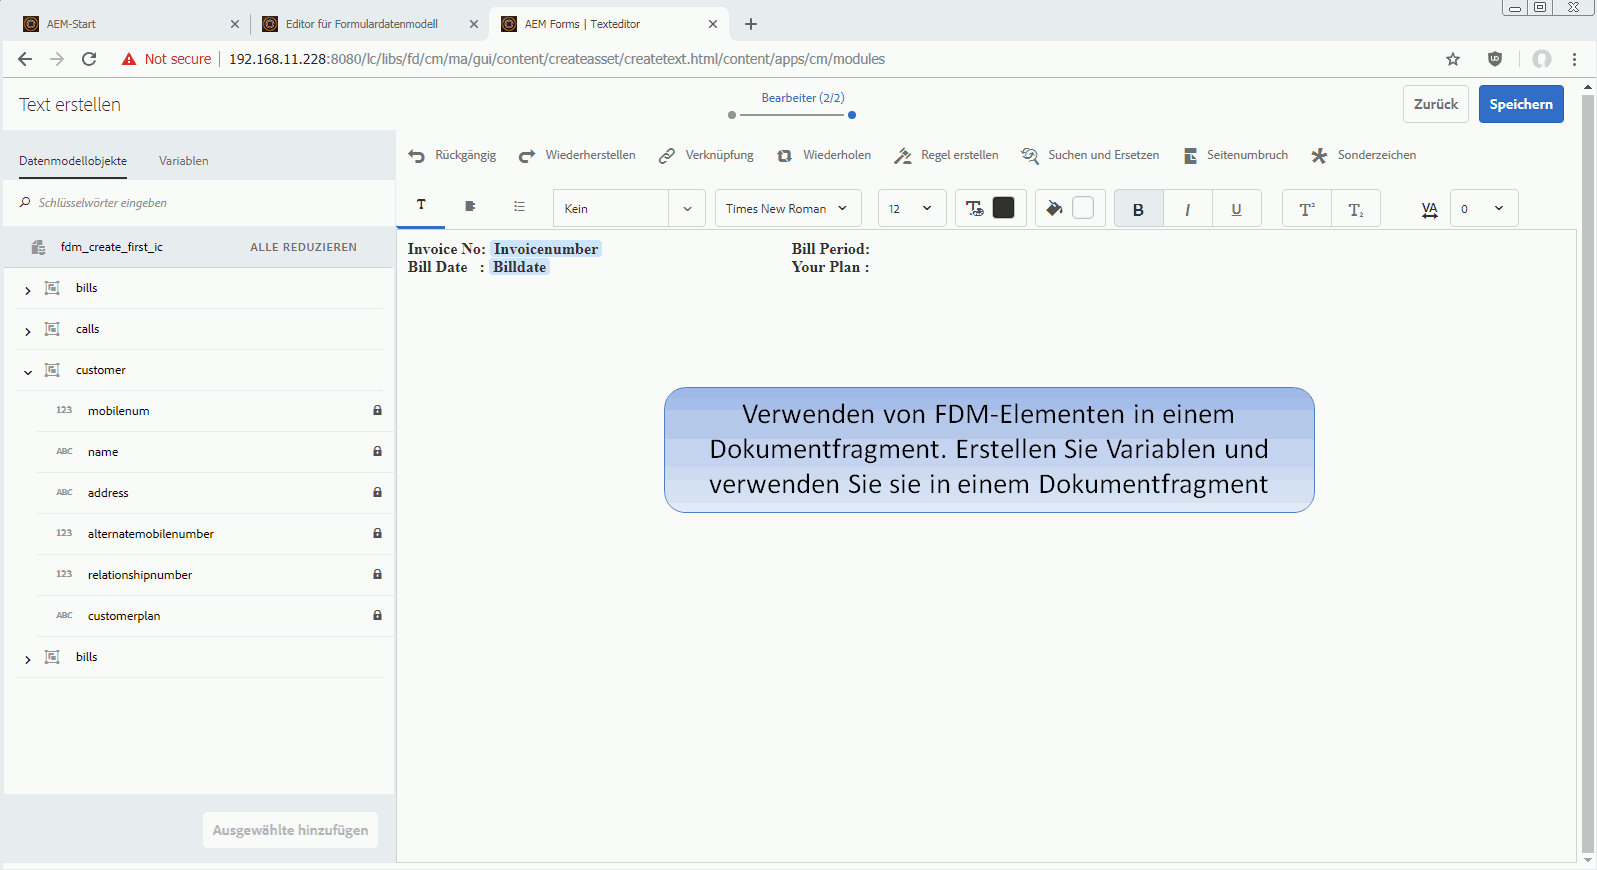 AEM-Start
Editor für Formulardatenmodell
AEM Forms | Texteditor
Not secure
192.168.11.228:8080/lc/libs/fd/cm/ma/gui/content/createasset/createtext.html/content/apps/cm/modules
Text erstellen
Bearbeiter (2/2)
Zurück
Speichern
Datenmodellobjekte
Variablen
Rückgängig
Wiederherstellen
Verknüpfung
Wiederholen
Regel erstellen
Suchen und Ersetzen
Seitenumbruch
Sonderzeichen
Schlüsselwörter eingeben
T
Kein
Times New Roman
12
T
B
I
U
T²
T₂
VA
0
fdm_create_first_ic
ALLE REDUZIEREN
Invoice No: Invoicenumber
Bill Period:
Bill Date : Billdate
Your Plan :
bills
calls
customer
123 mobilenum
ABC name
ABC address
123 alternatemobilenumber
123 relationshipnumber
ABC customerplan
bills
Verwenden von FDM-Elementen in einem
Dokumentfragment. Erstellen Sie Variablen und
verwenden Sie sie in einem Dokumentfragment
Ausgewählte hinzufügen